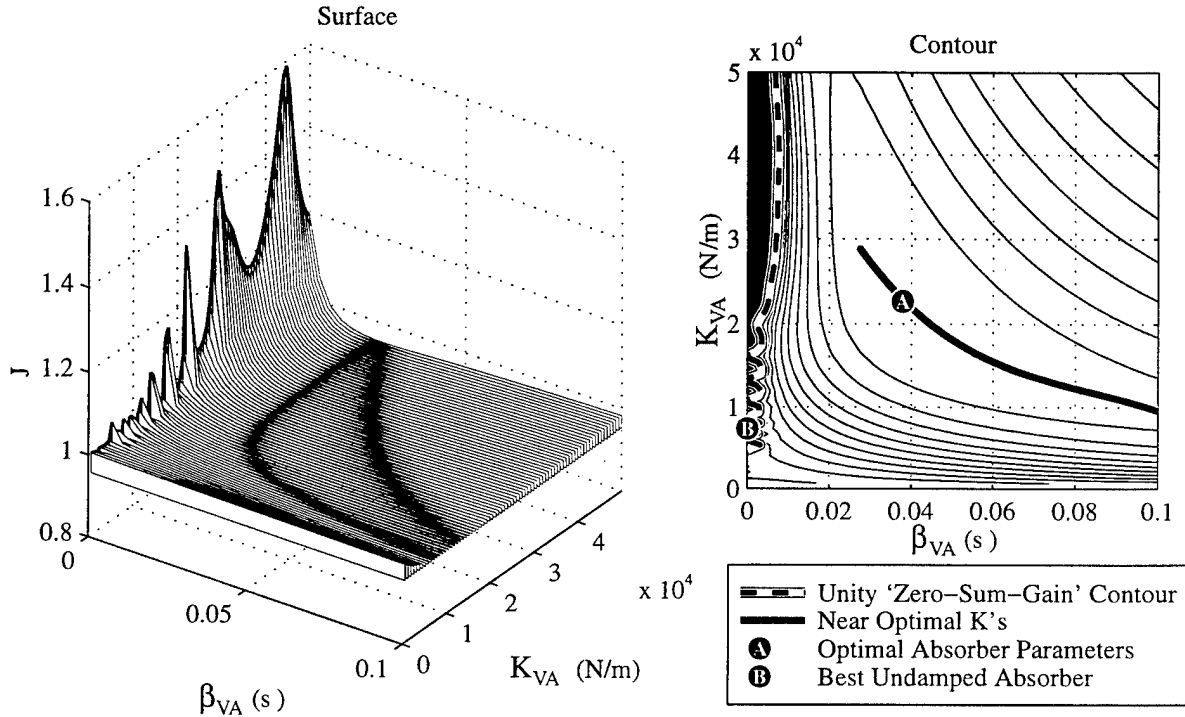 Surface
1.6
1.4
1.2
1
0.8
J
0
0.05
0.1
β_VA (s)
0
1
2
3
4
x 10^4
K_VA (N/m)
Contour
x 10^4
5
4
3
2
1
0
K_VA (N/m)
A
B
0
0.02
0.04
0.06
0.08
0.1
β_VA (s)
Unity ‘Zero–Sum–Gain’ Contour
Near Optimal K's
A Optimal Absorber Parameters
B Best Undamped Absorber